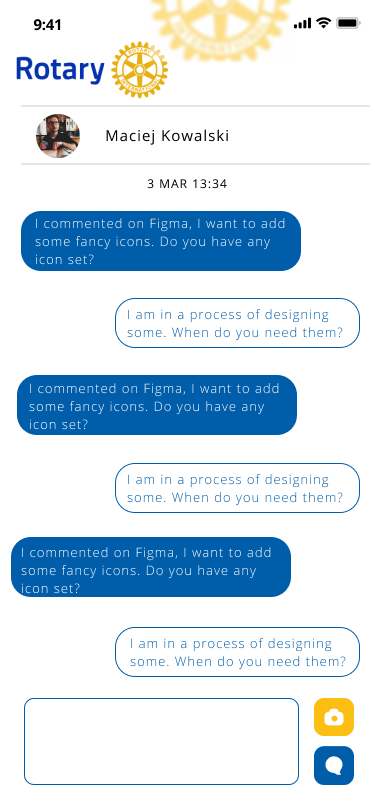 9:41
Rotary
ROTARY
INTERNATIONAL
Maciej Kowalski
3 MAR 13:34
I commented on Figma, I want to add
some fancy icons. Do you have any
icon set?
I am in a process of designing
some. When do you need them?
I commented on Figma, I want to add
some fancy icons. Do you have any
icon set?
I am in a process of designing
some. When do you need them?
I commented on Figma, I want to add
some fancy icons. Do you have any
icon set?
I am in a process of designing
some. When do you need them?